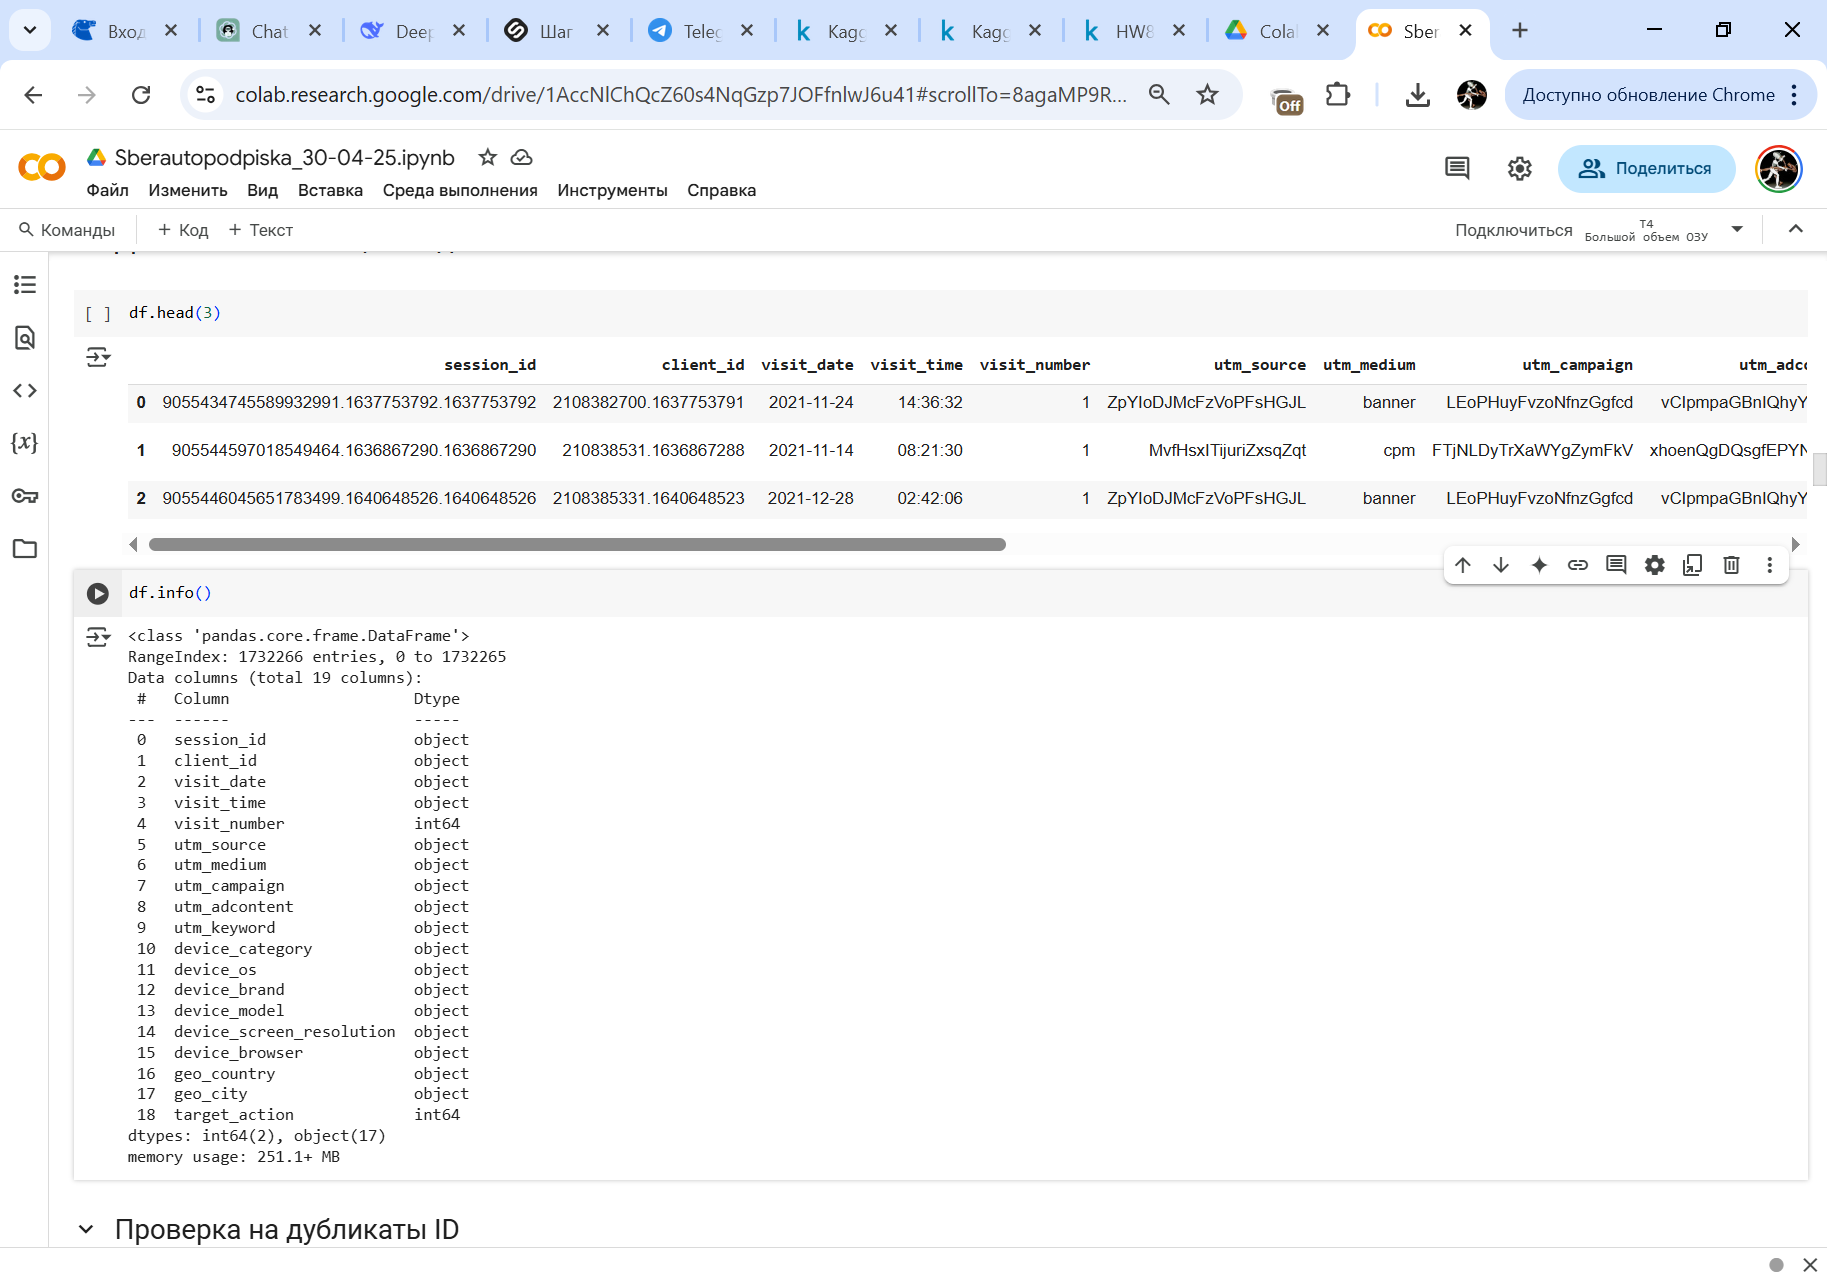 Вход
Chat
Deep
Шаг
Teleg
Kagg
Kagg
HW8
Colal
Sber
colab.research.google.com/drive/1AccNlChQcZ60s4NqGzp7JOFfnlwJ6u41#scrollTo=8agaMP9R...
Off
Доступно обновление Chrome
Sberautopodpiska_30-04-25.ipynb
Файл Изменить Вид Вставка Среда выполнения Инструменты Справка
Поделиться
Команды + Код + Текст
Подключиться
T4
Большой объем ОЗУ
[ ] df.head(3)
session_id client_id visit_date visit_time visit_number utm_source utm_medium utm_campaign utm_adco
0 9055434745589932991.1637753792.1637753792 2108382700.1637753791 2021-11-24 14:36:32 1 ZpYIoDJMcFzVoPFsHGJL banner LEoPHuyFvzoNfnzGgfcd vCIpmpaGBnIQhyY
1 905544597018549464.1636867290.1636867290 210838531.1636867288 2021-11-14 08:21:30 1 MvfHsxITijuriZxsqZqt cpm FTjNLDyTrXaWYgZymFkV xhoenQgDQsgfEPYN
2 9055446045651783499.1640648526.1640648526 2108385331.1640648523 2021-12-28 02:42:06 1 ZpYIoDJMcFzVoPFsHGJL banner LEoPHuyFvzoNfnzGgfcd vCIpmpaGBnIQhyY
df.info()
<class 'pandas.core.frame.DataFrame'>
RangeIndex: 1732266 entries, 0 to 1732265
Data columns (total 19 columns):
# Column Dtype
--- ------ -----
0 session_id object
1 client_id object
2 visit_date object
3 visit_time object
4 visit_number int64
5 utm_source object
6 utm_medium object
7 utm_campaign object
8 utm_adcontent object
9 utm_keyword object
10 device_category object
11 device_os object
12 device_brand object
13 device_model object
14 device_screen_resolution object
15 device_browser object
16 geo_country object
17 geo_city object
18 target_action int64
dtypes: int64(2), object(17)
memory usage: 251.1+ MB
Проверка на дубликаты ID